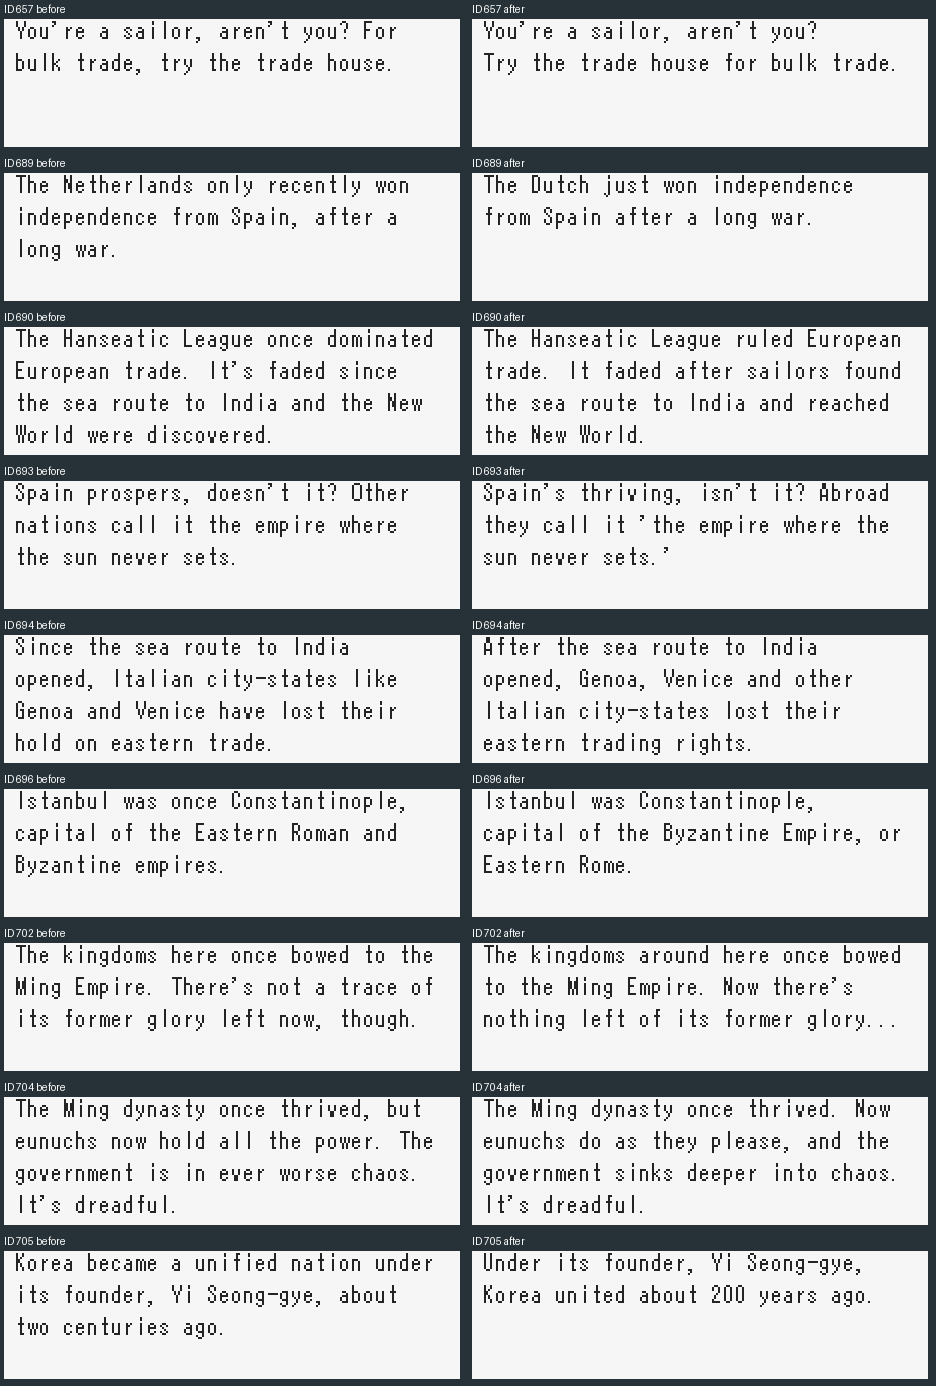 ID657 before
You're a sailor, aren't you? For
bulk trade, try the trade house.
ID657 after
You're a sailor, aren't you?
Try the trade house for bulk trade.
ID689 before
The Netherlands only recently won
independence from Spain, after a
long war.
ID689 after
The Dutch just won independence
from Spain after a long war.
ID690 before
The Hanseatic League once dominated
European trade. It's faded since
the sea route to India and the New
World were discovered.
ID690 after
The Hanseatic League ruled European
trade. It faded after sailors found
the sea route to India and reached
the New World.
ID693 before
Spain prospers, doesn't it? Other
nations call it the empire where
the sun never sets.
ID693 after
Spain's thriving, isn't it? Abroad
they call it 'the empire where the
sun never sets.'
ID694 before
Since the sea route to India
opened, Italian city-states like
Genoa and Venice have lost their
hold on eastern trade.
ID694 after
After the sea route to India
opened, Genoa, Venice and other
Italian city-states lost their
eastern trading rights.
ID696 before
Istanbul was once Constantinople,
capital of the Eastern Roman and
Byzantine empires.
ID696 after
Istanbul was Constantinople,
capital of the Byzantine Empire, or
Eastern Rome.
ID702 before
The kingdoms here once bowed to the
Ming Empire. There's not a trace of
its former glory left now, though.
ID702 after
The kingdoms around here once bowed
to the Ming Empire. Now there's
nothing left of its former glory...
ID704 before
The Ming dynasty once thrived, but
eunuchs now hold all the power. The
government is in ever worse chaos.
It's dreadful.
ID704 after
The Ming dynasty once thrived. Now
eunuchs do as they please, and the
government sinks deeper into chaos.
It's dreadful.
ID705 before
Korea became a unified nation under
its founder, Yi Seong-gye, about
two centuries ago.
ID705 after
Under its founder, Yi Seong-gye,
Korea united about 200 years ago.